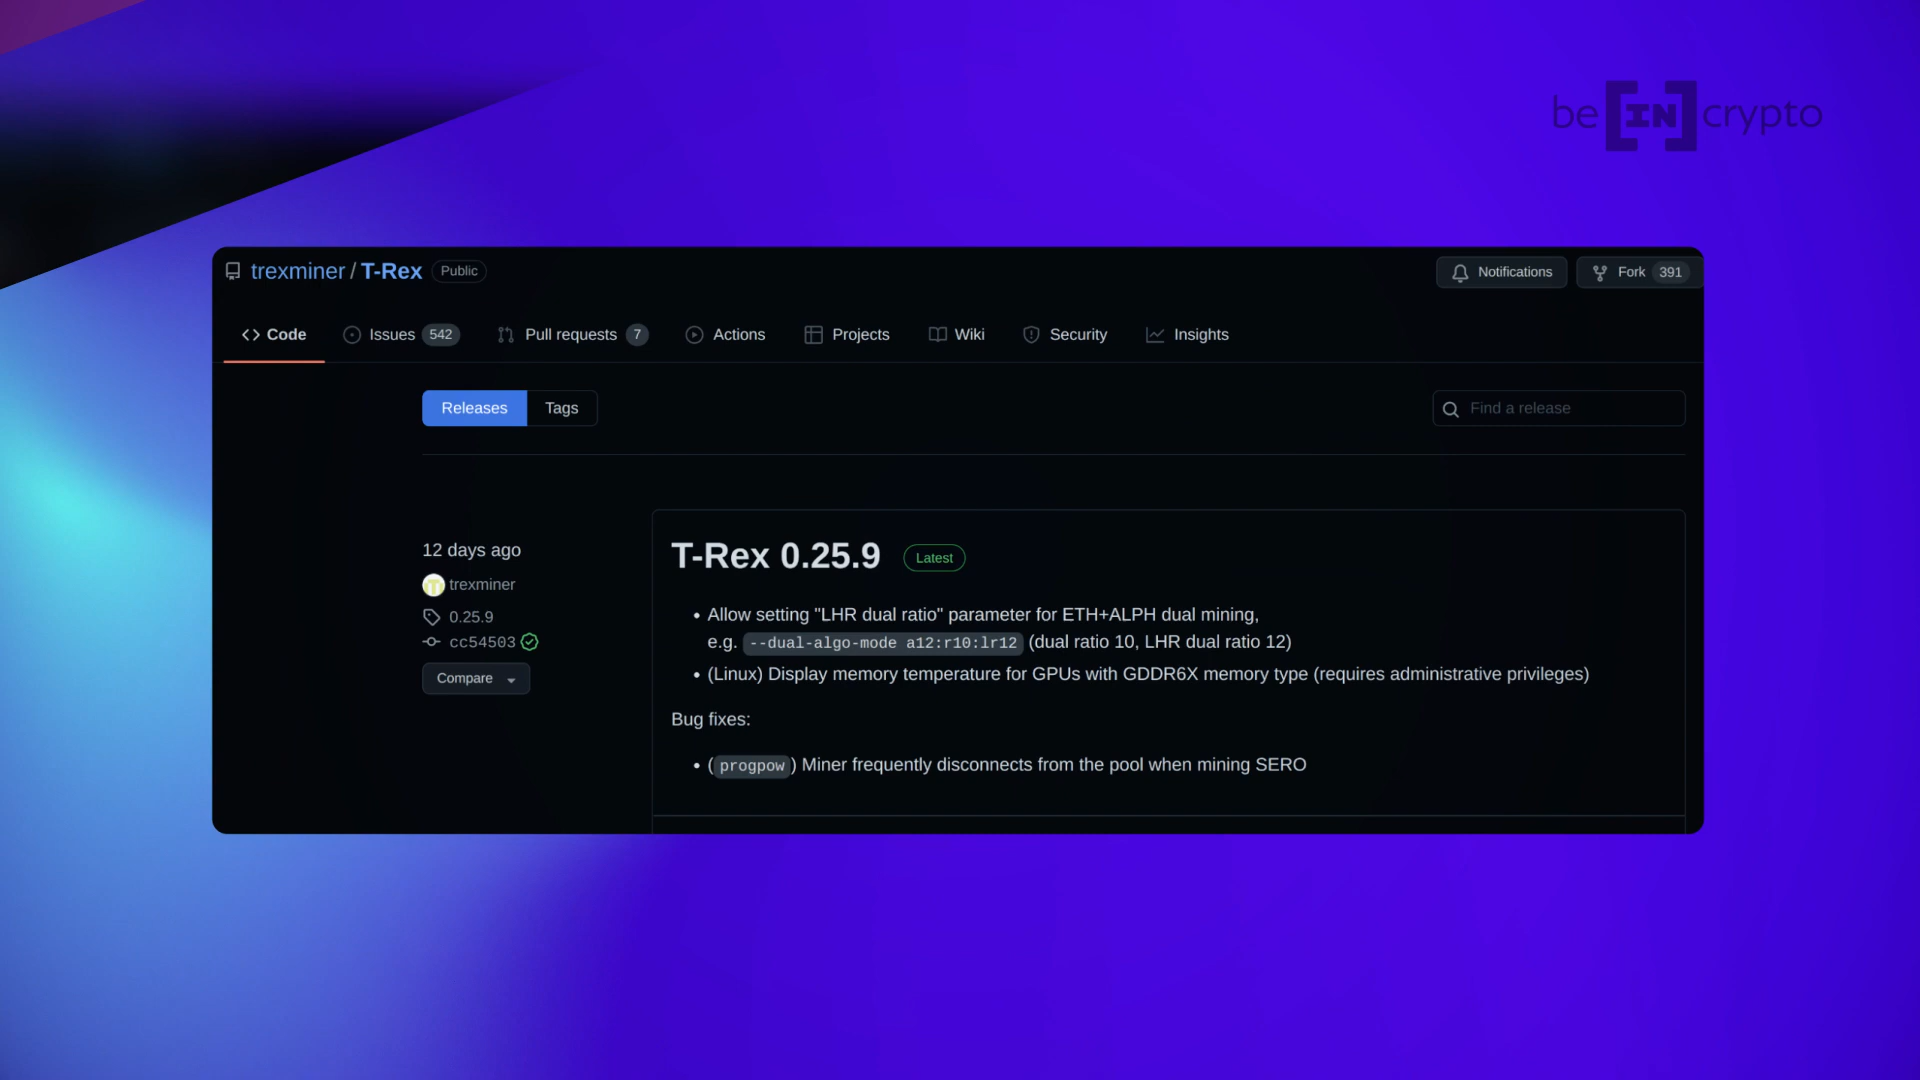 be [IN] crypto
trexminer / T-Rex Public
Notifications Fork 391
<> Code Issues 542 Pull requests 7 Actions Projects Wiki Security Insights
Releases Tags
Find a release
12 days ago
trexminer
0.25.9
cc54503
Compare
T-Rex 0.25.9 Latest
• Allow setting "LHR dual ratio" parameter for ETH+ALPH dual mining,
e.g. --dual-algo-mode a12:r10:lr12 (dual ratio 10, LHR dual ratio 12)
• (Linux) Display memory temperature for GPUs with GDDR6X memory type (requires administrative privileges)
Bug fixes:
• (progpow) Miner frequently disconnects from the pool when mining SERO